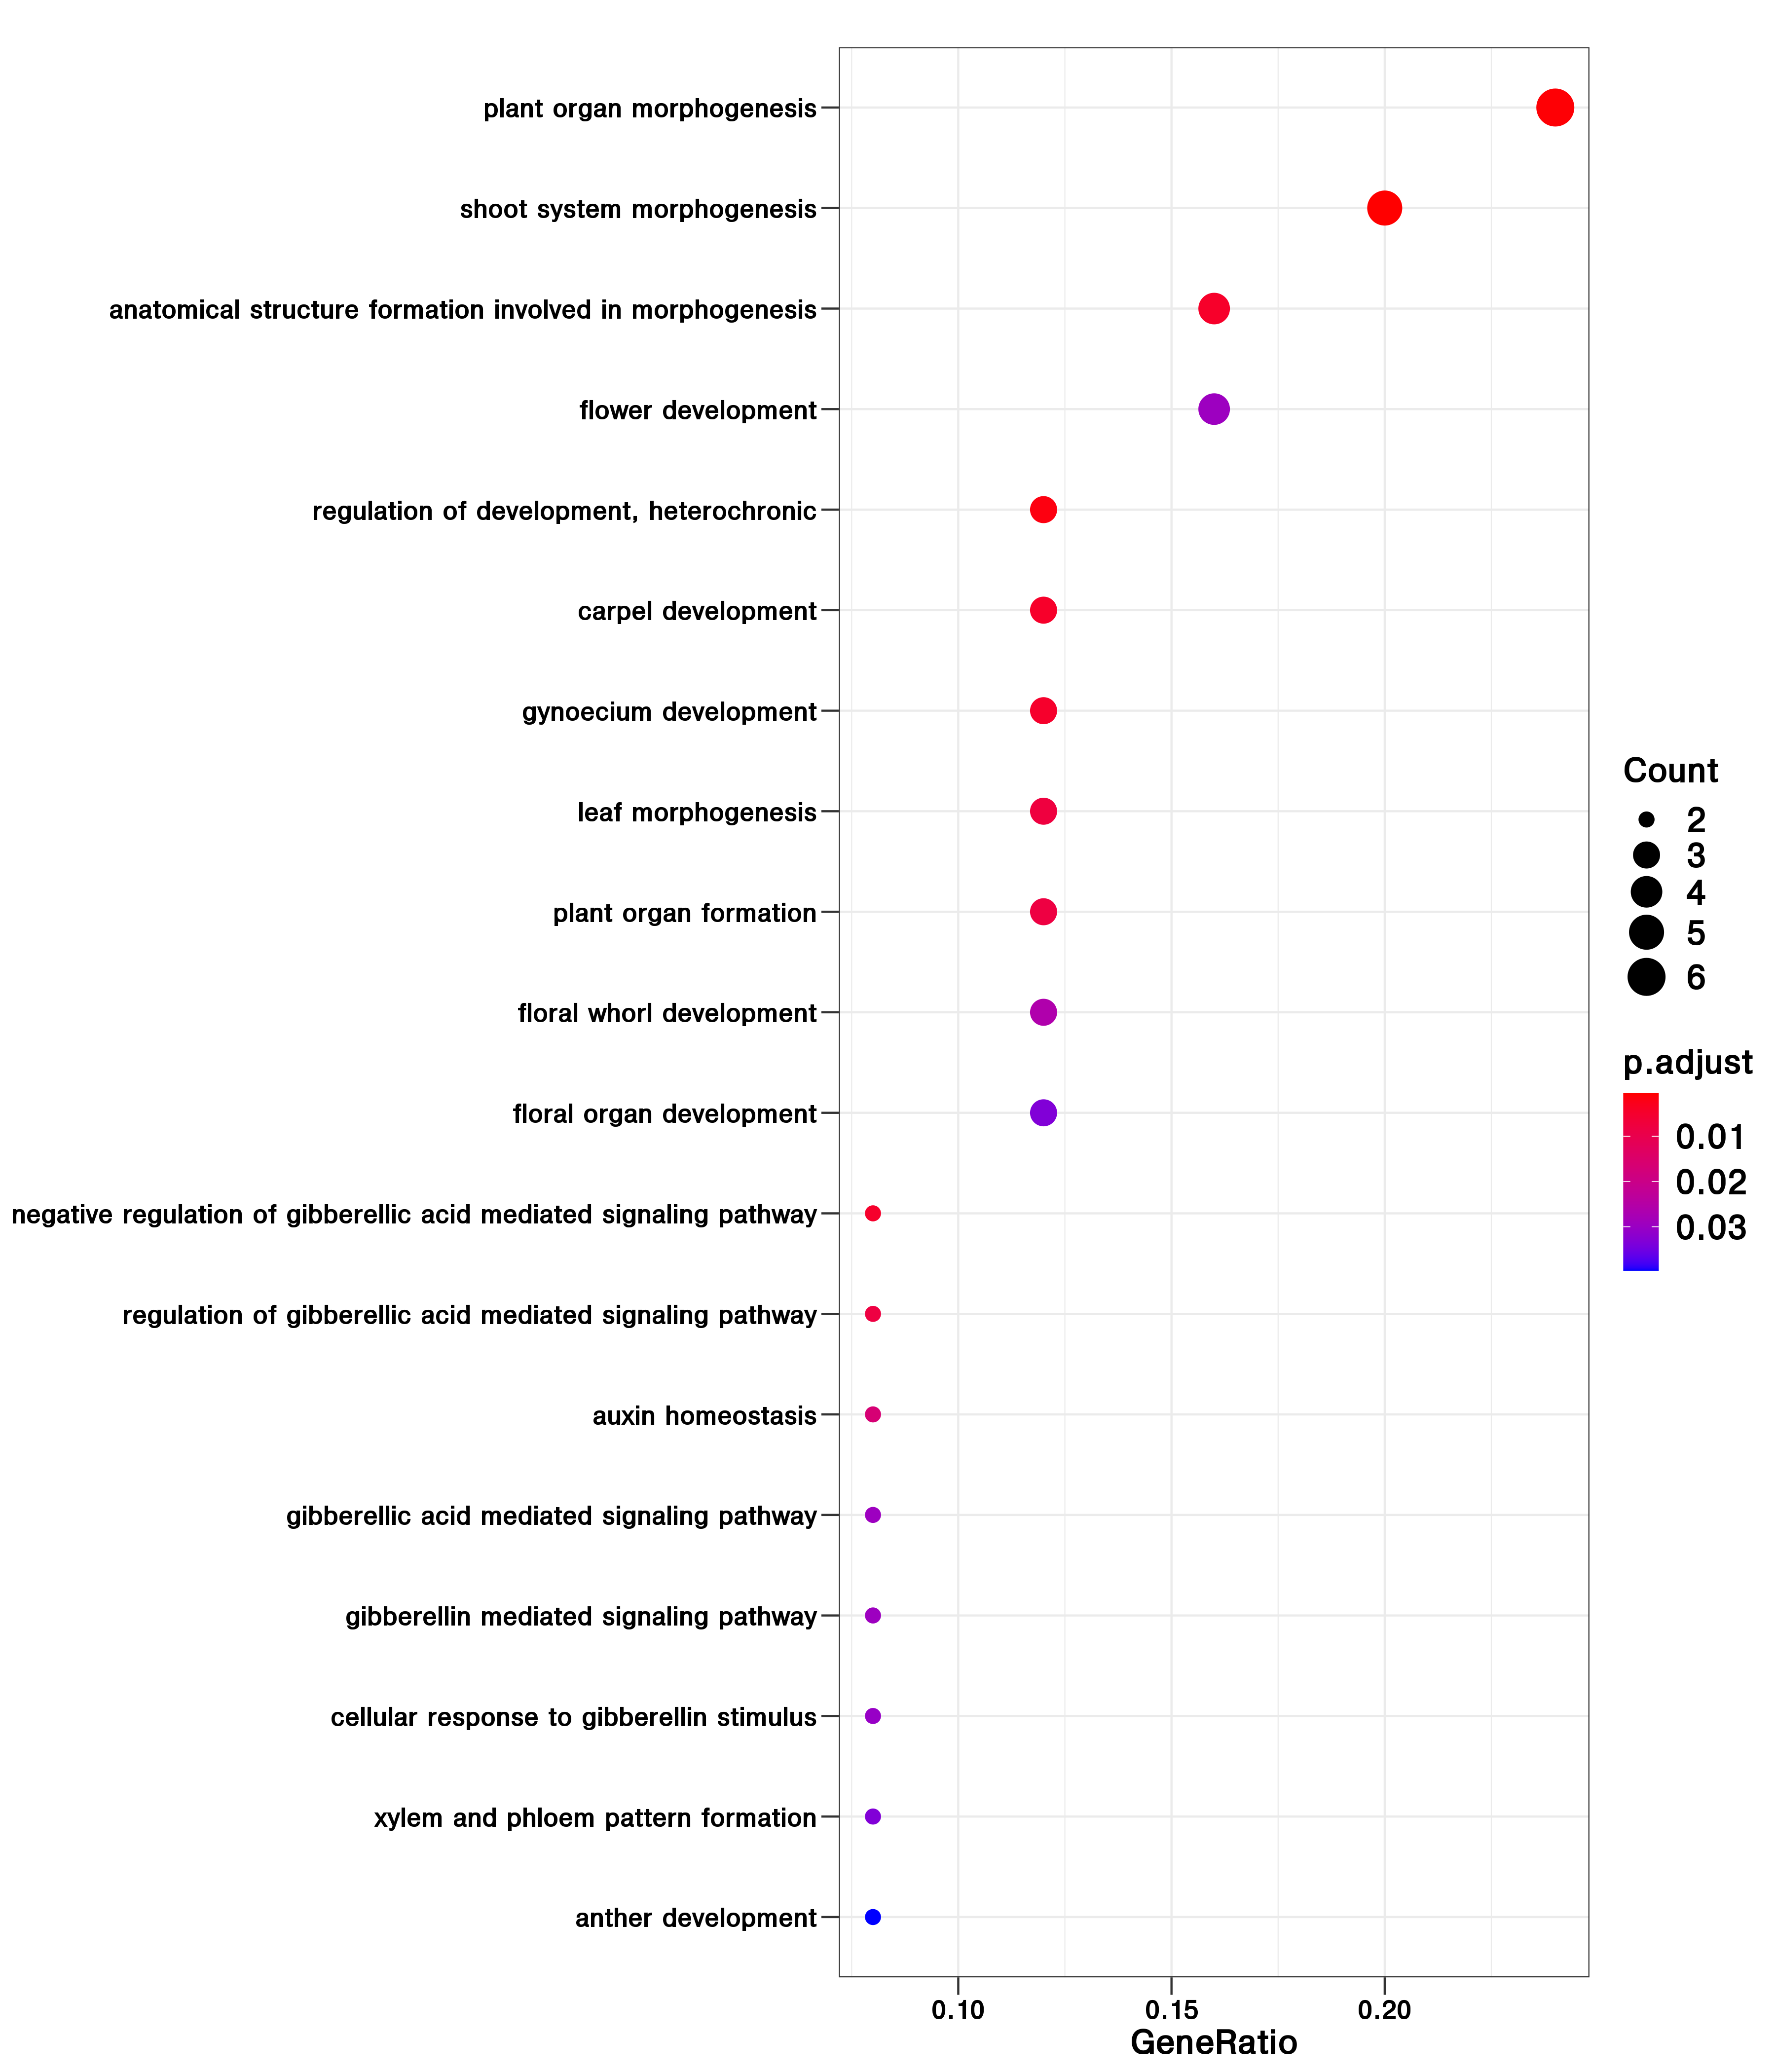 plant organ morphogenesis
shoot system morphogenesis
anatomical structure formation involved in morphogenesis
flower development
regulation of development, heterochronic
carpel development
gynoecium development
leaf morphogenesis
plant organ formation
floral whorl development
floral organ development
negative regulation of gibberellic acid mediated signaling pathway
regulation of gibberellic acid mediated signaling pathway
auxin homeostasis
gibberellic acid mediated signaling pathway
gibberellin mediated signaling pathway
cellular response to gibberellin stimulus
xylem and phloem pattern formation
anther development
0.10 0.15 0.20
GeneRatio
Count
2
3
4
5
6
p.adjust
0.01
0.02
0.03